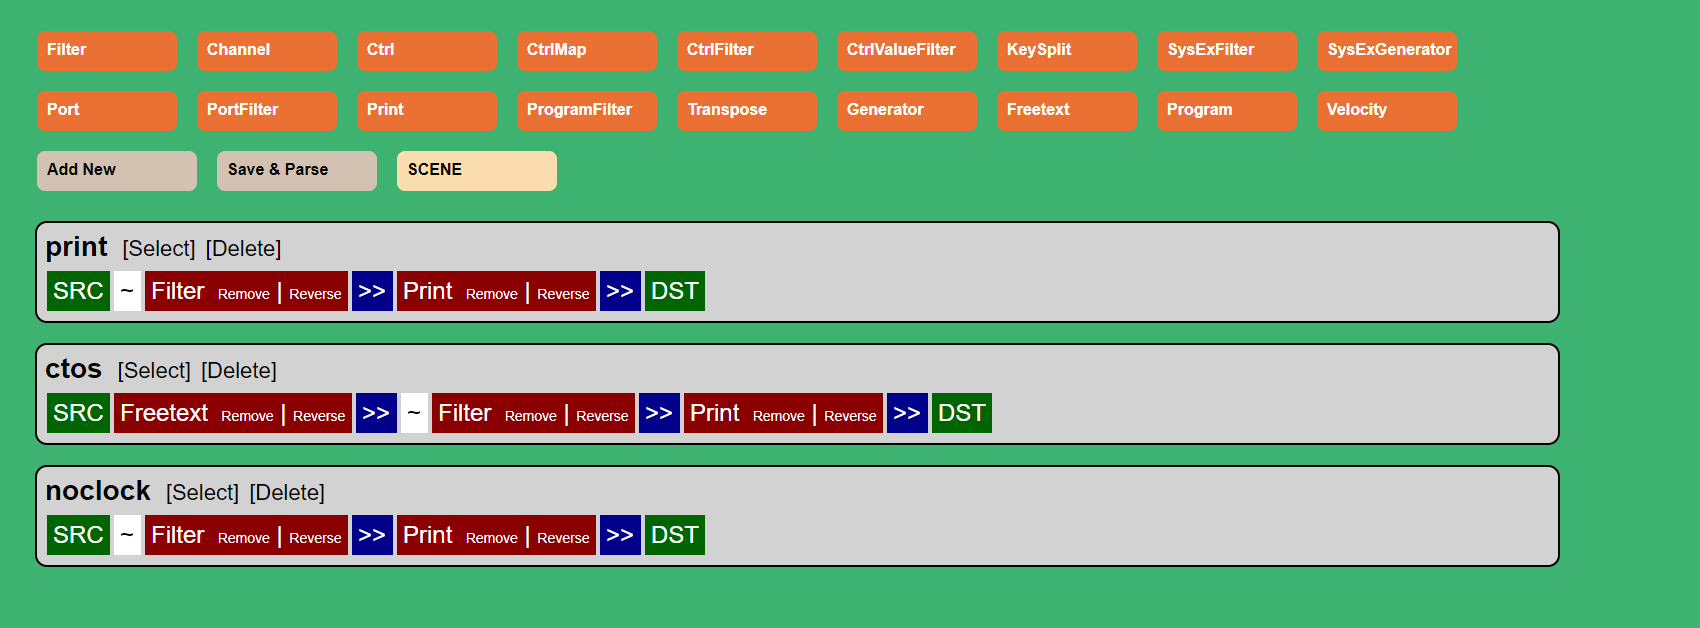 Filter Channel Ctrl CtrlMap CtrlFilter CtrlValueFilter KeySplit SysExFilter SysExGenerator
Port PortFilter Print ProgramFilter Transpose Generator Freetext Program Velocity
Add New Save & Parse SCENE
print [Select] [Delete]
SRC ~ Filter Remove | Reverse >> Print Remove | Reverse >> DST
ctos [Select] [Delete]
SRC Freetext Remove | Reverse >> ~ Filter Remove | Reverse >> Print Remove | Reverse >> DST
noclock [Select] [Delete]
SRC ~ Filter Remove | Reverse >> Print Remove | Reverse >> DST